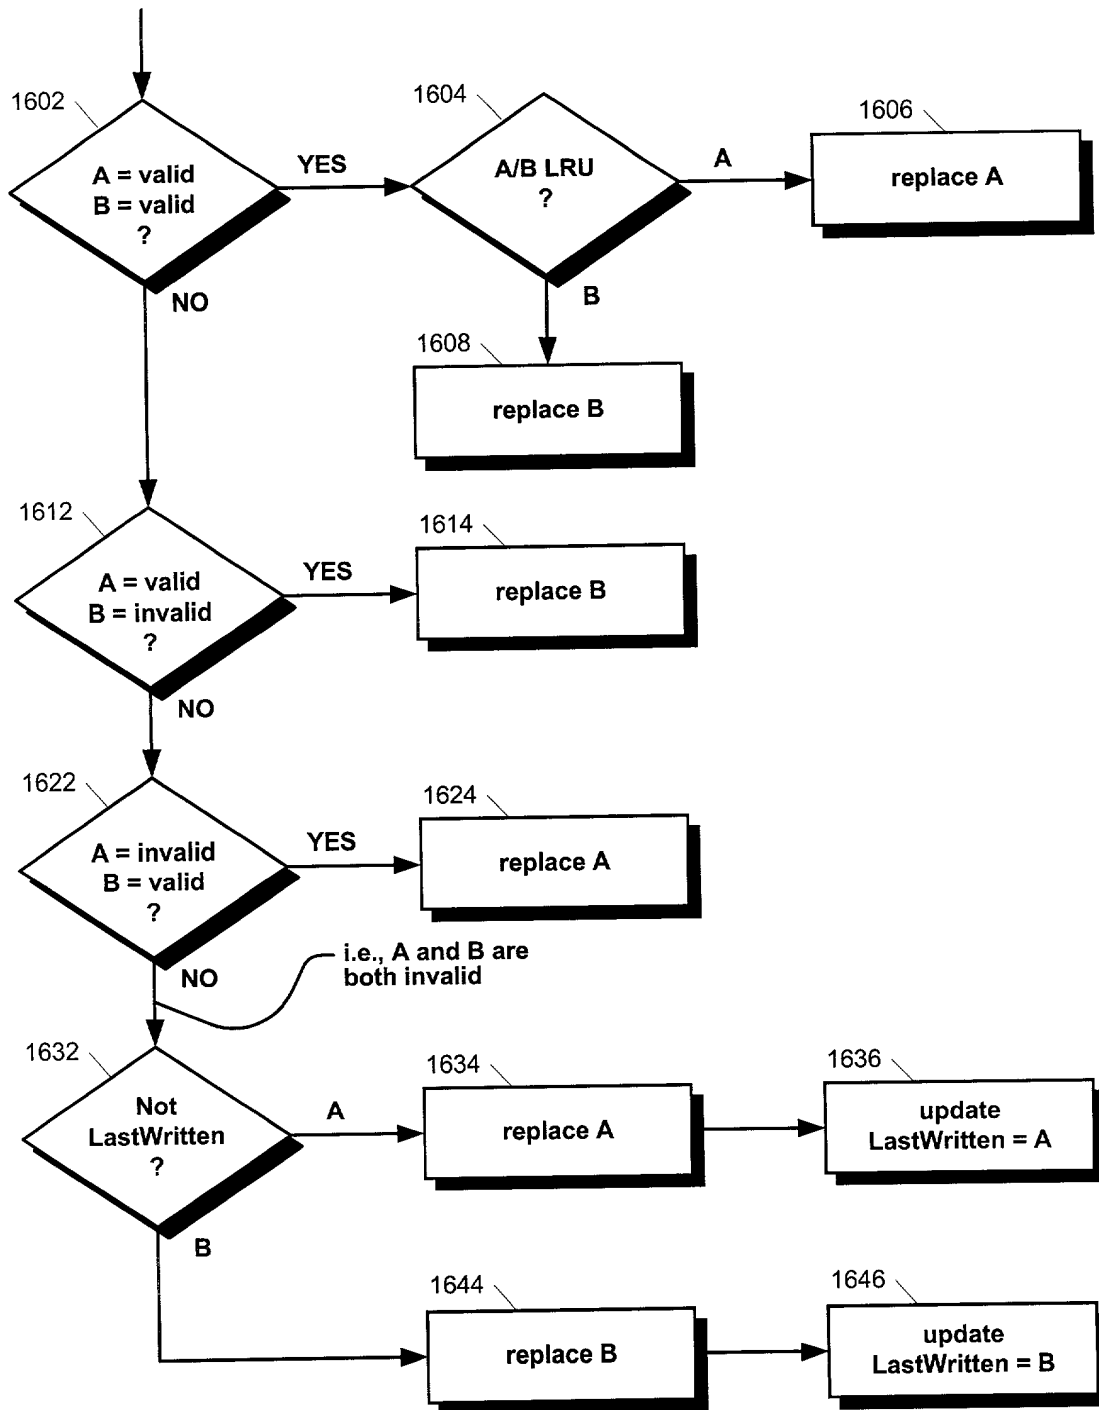 1602
A = valid
B = valid
?
YES
NO
1604
A/B LRU
?
A
B
1606
replace A
1608
replace B
1612
A = valid
B = invalid
?
YES
NO
1614
replace B
1622
A = invalid
B = valid
?
YES
NO
1624
replace A
i.e., A and B are
both invalid
1632
Not
LastWritten
?
A
B
1634
replace A
1636
update
LastWritten = A
1644
replace B
1646
update
LastWritten = B